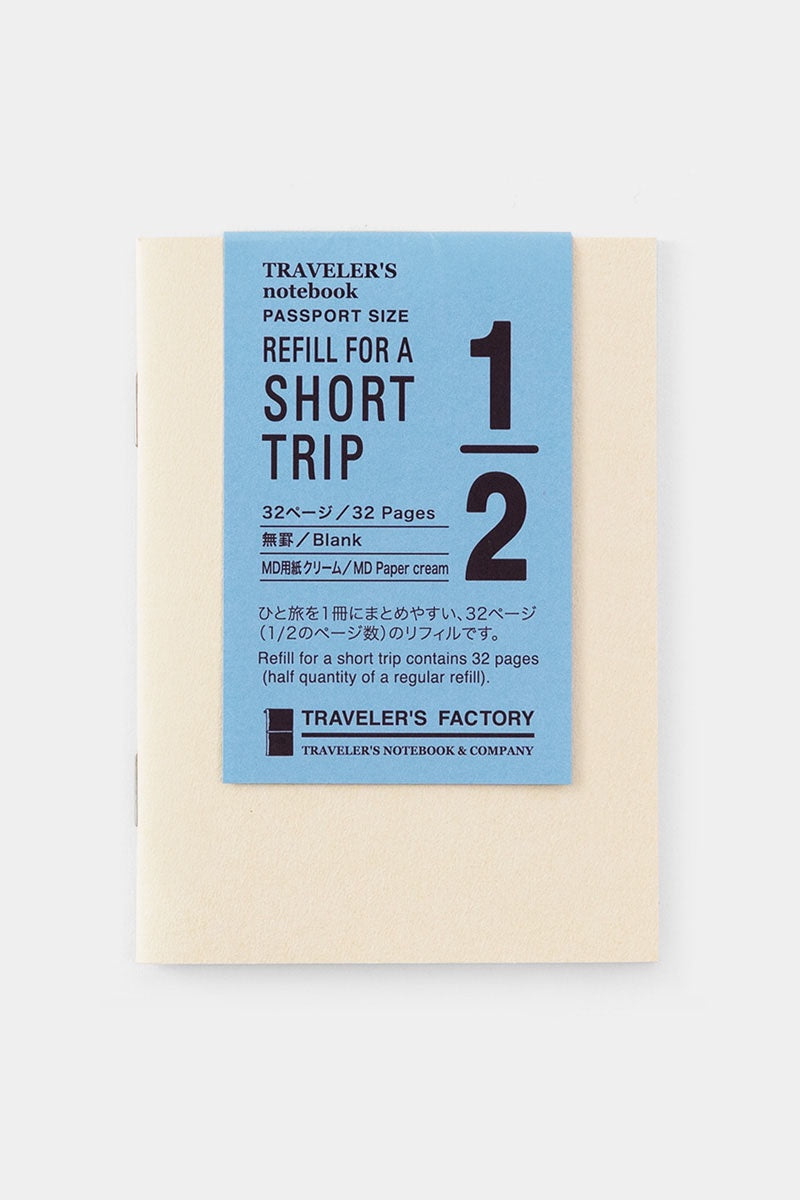 TRAVELER'S
notebook
PASSPORT SIZE
REFILL FOR A
SHORT
TRIP
1
2
32ページ／32 Pages
無罫／Blank
MD用紙クリーム／MD Paper cream
ひと旅を1冊にまとめやすい、32ページ
（1/2のページ数）のリフィルです。
Refill for a short trip contains 32 pages
(half quantity of a regular refill).
TRAVELER'S FACTORY
TRAVELER'S NOTEBOOK & COMPANY